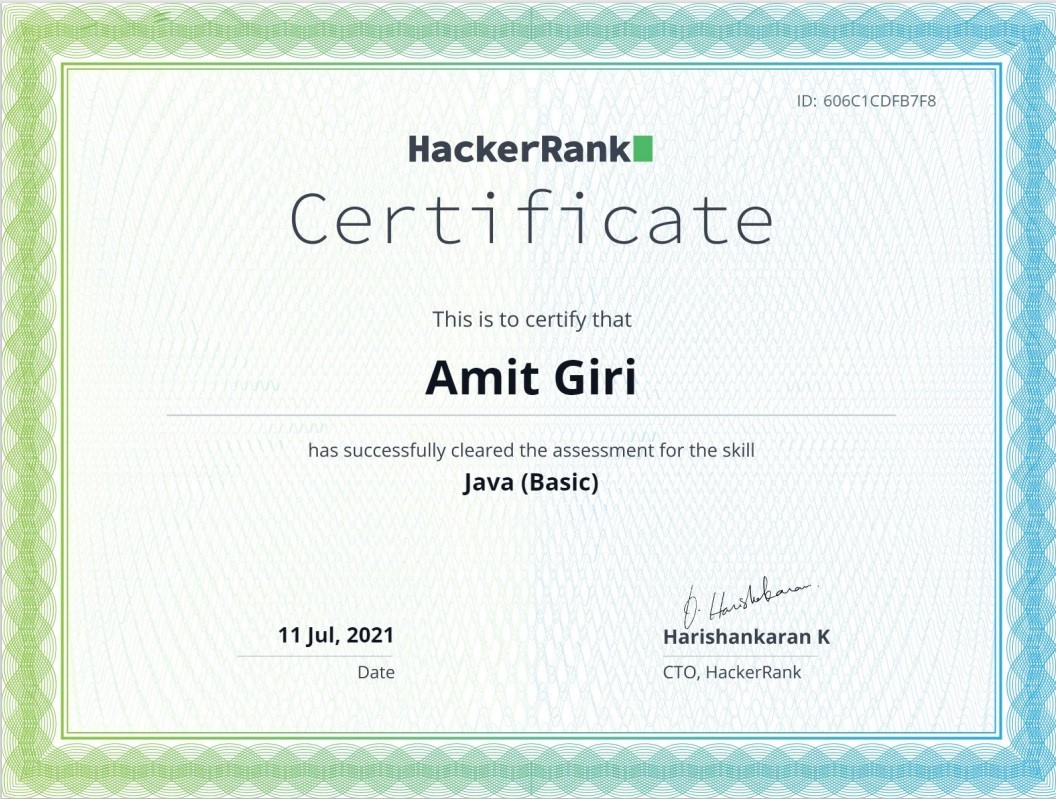 ID: 606C1CDFB7F8
HackerRank
Certificate
This is to certify that
Amit Giri
has successfully cleared the assessment for the skill
Java (Basic)
11 Jul, 2021
Date
Harishankaran K
CTO, HackerRank